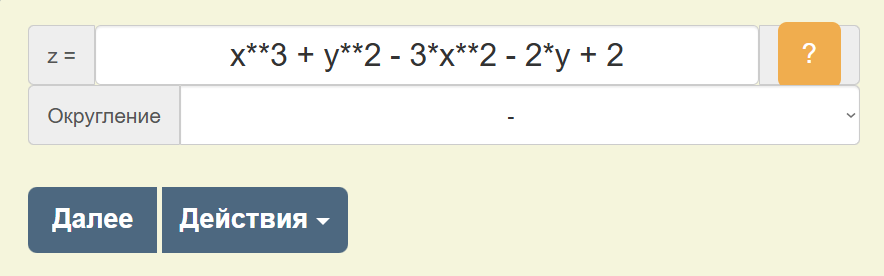 z = x**3 + y**2 - 3*x**2 - 2*y + 2 ?
Округление -
Далее Действия